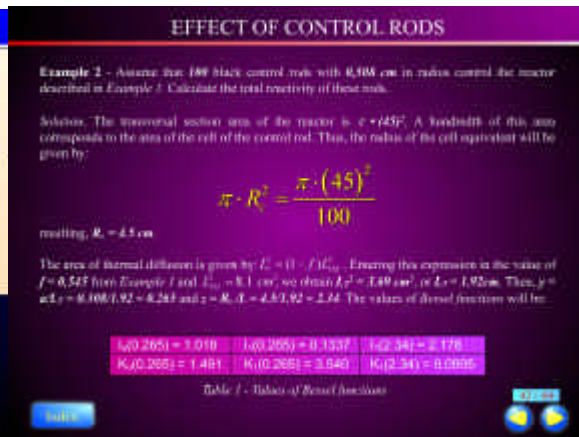 EFFECT OF CONTROL RODS
Example 2 - Assume that 100 black control rods with 0,508 cm in radius control the reactor
described in Example 1. Calculate the total reactivity of these rods.
Solution: The transversal section area of the reactor is A hundredth of this area
corresponds to the area of the cell of the control rod. Thus, the radius of the cell equivalent will be
given by:
π · R_c^2 = π · (45)^2 / 100
resulting, R_c = 4.5 cm
The area of thermal diffusion is given by Entering this expression in the value of
f = 0,545 from Example 1 and we obtain or Then,
and The values of Bessel functions will be:
I₀(0.265) = 1.018 I₁(0.265) = 0.1337 I₁(2.34) = 2.178
K₀(0.265) = 1.491 K₁(0.265) = 3.540
Table 1 - Values of Bessel functions
Index